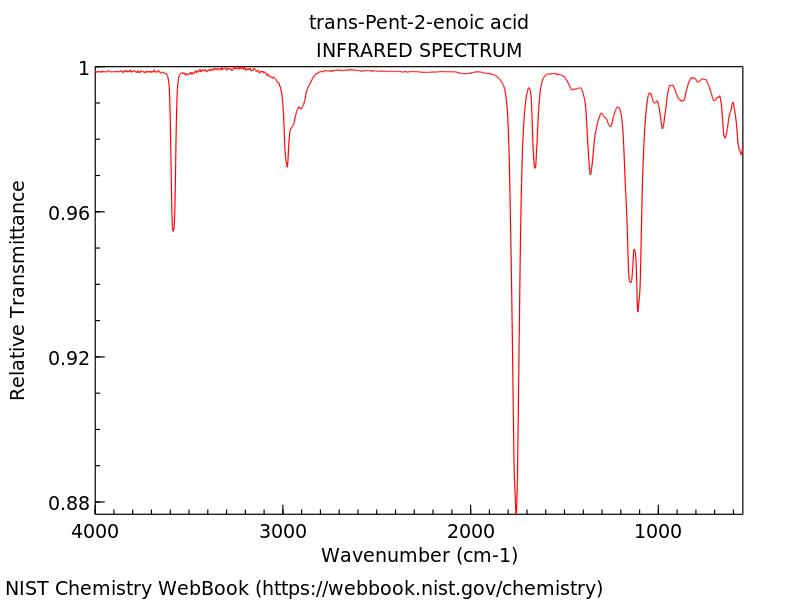 trans-Pent-2-enoic acid
INFRARED SPECTRUM
1
0.96
0.92
0.88
Relative Transmittance
4000 3000 2000 1000
Wavenumber (cm-1)
NIST Chemistry WebBook (https://webbook.nist.gov/chemistry)